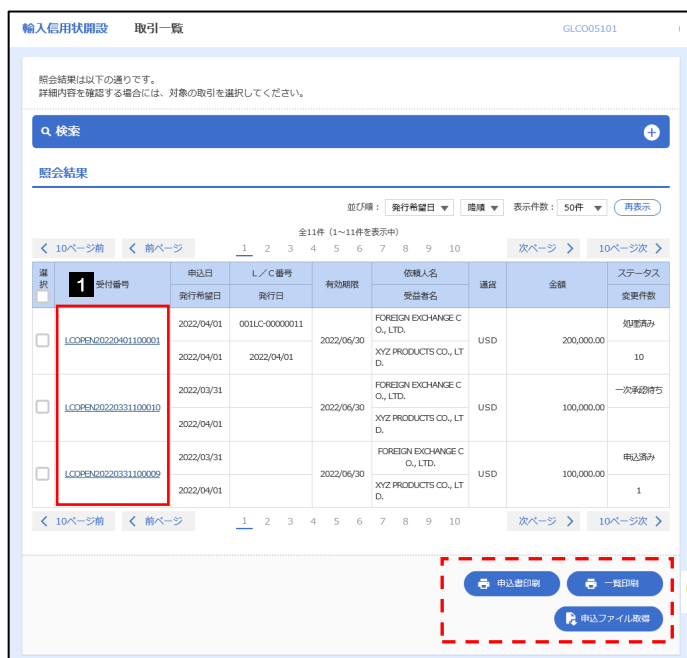 輸入信用状開設 取引一覧 GLCO05101
照会結果は以下の通りです。
詳細内容を確認する場合には、対象の取引を選択してください。
検索
照会結果
並び順： 発行希望日 ▼ 降順 ▼ 表示件数： 50件 ▼ 再表示
全11件（1～11件を表示中）
10ページ前 前ページ 1 2 3 4 5 6 7 8 9 10 次ページ 10ページ次
選択 1 受付番号 申込日 L／C番号 有効期限 依頼人名 通貨 金額 ステータス
発行希望日 発行日 受益者名 変更件数
LCOPEN20220401100001 2022/04/01 001LC-00000011 2022/06/30 FOREIGN EXCHANGE C
O., LTD. USD 200,000.00 処理済み
2022/04/01 2022/04/01 XYZ PRODUCTS CO., LT
D. 10
LCOPEN20220331100010 2022/03/31 2022/06/30 FOREIGN EXCHANGE C
O., LTD. USD 100,000.00 一次承認待ち
2022/04/01 XYZ PRODUCTS CO., LT
D.
LCOPEN20220331100009 2022/03/31 2022/06/30 FOREIGN EXCHANGE C
O., LTD. USD 100,000.00 申込済み
2022/04/01 XYZ PRODUCTS CO., LT
D. 1
10ページ前 前ページ 1 2 3 4 5 6 7 8 9 10 次ページ 10ページ次
申込書印刷 一覧印刷
申込ファイル取得